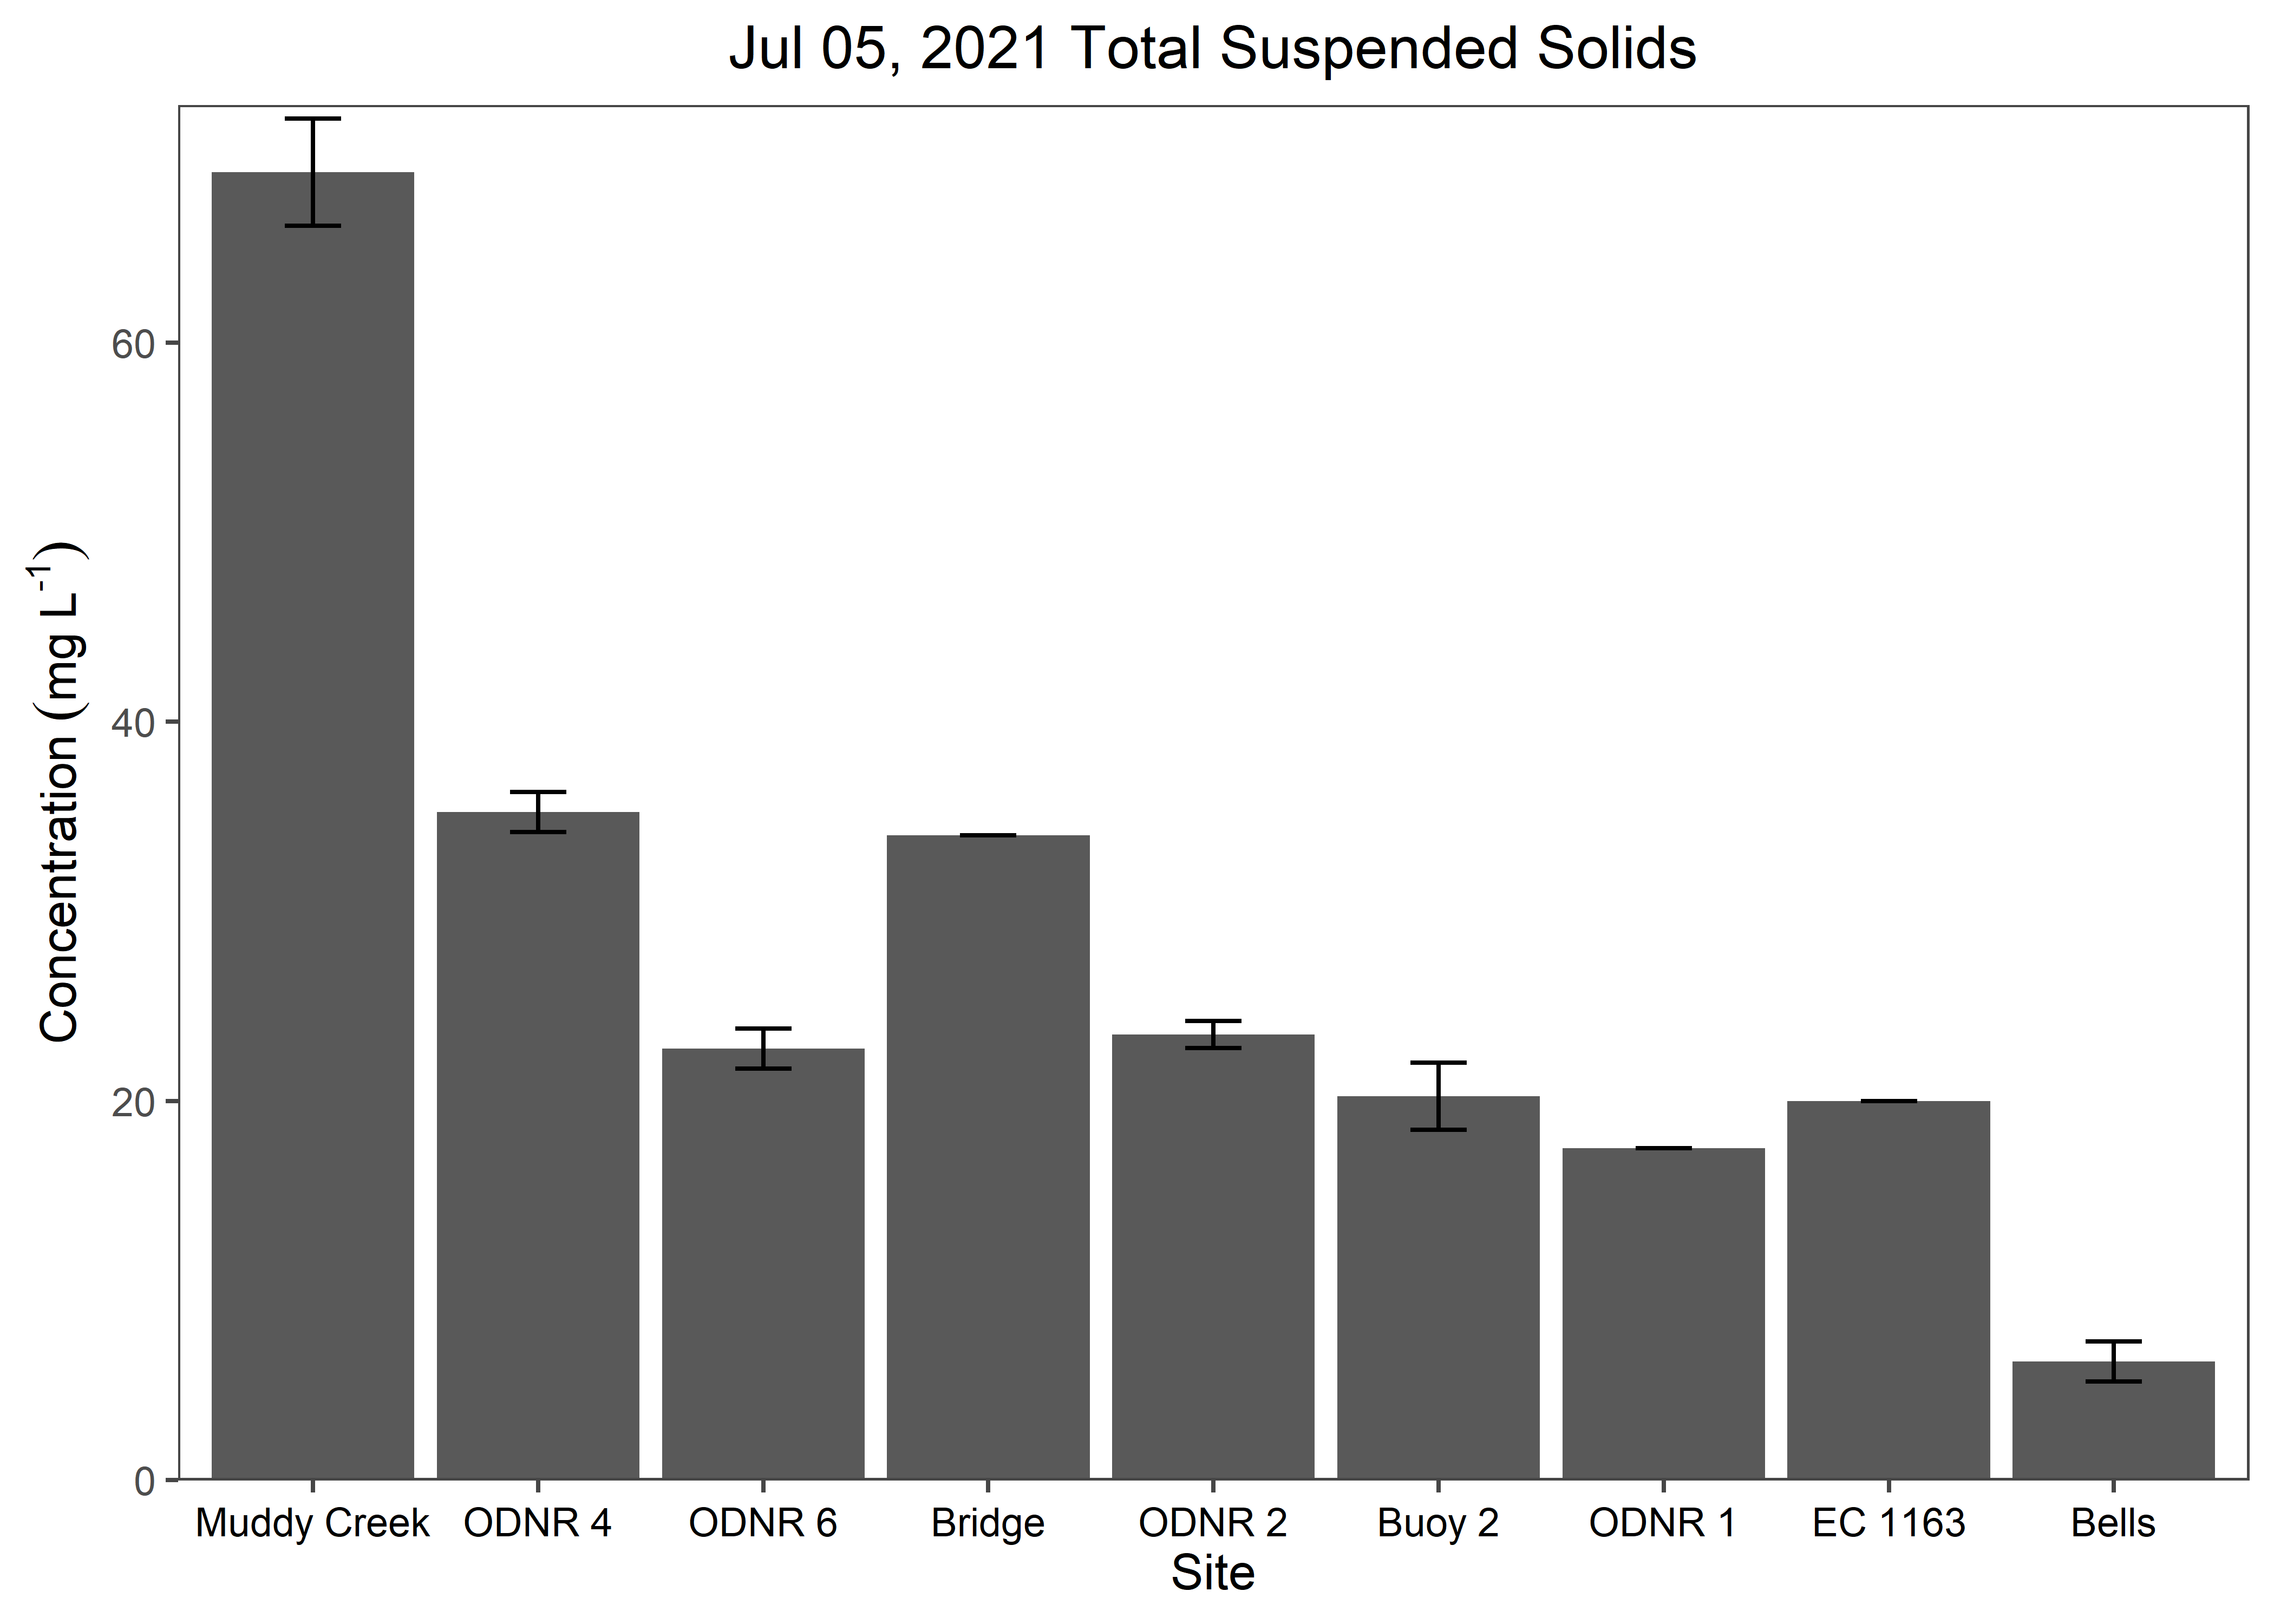 Jul 05, 2021 Total Suspended Solids
Concentration (mg L⁻¹)
60
40
20
0
Muddy Creek ODNR 4 ODNR 6 Bridge ODNR 2 Buoy 2 ODNR 1 EC 1163 Bells
Site